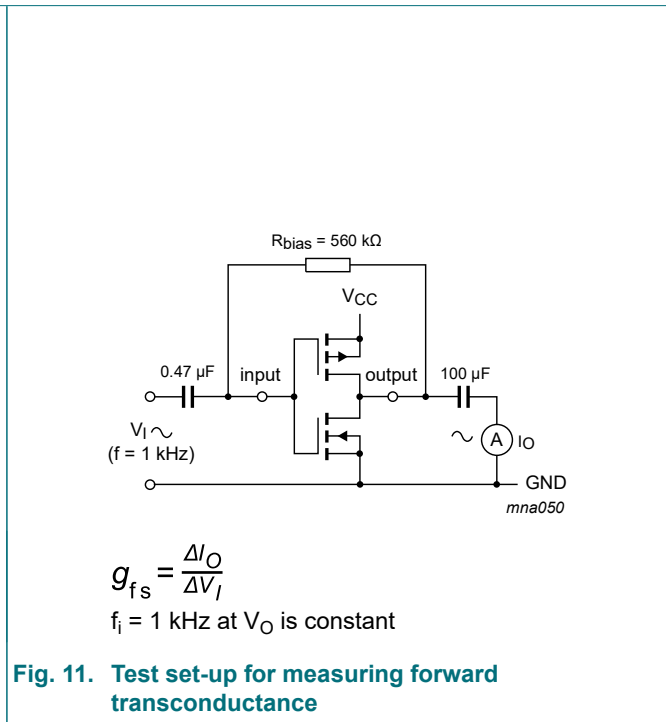 Rbias = 560 kΩ
VCC
0.47 µF
input
output
100 µF
VI ~
(f = 1 kHz)
~
A
IO
GND
mna050
gfs = ΔIO / ΔVI
fi = 1 kHz at VO is constant
Fig. 11. Test set-up for measuring forward
transconductance